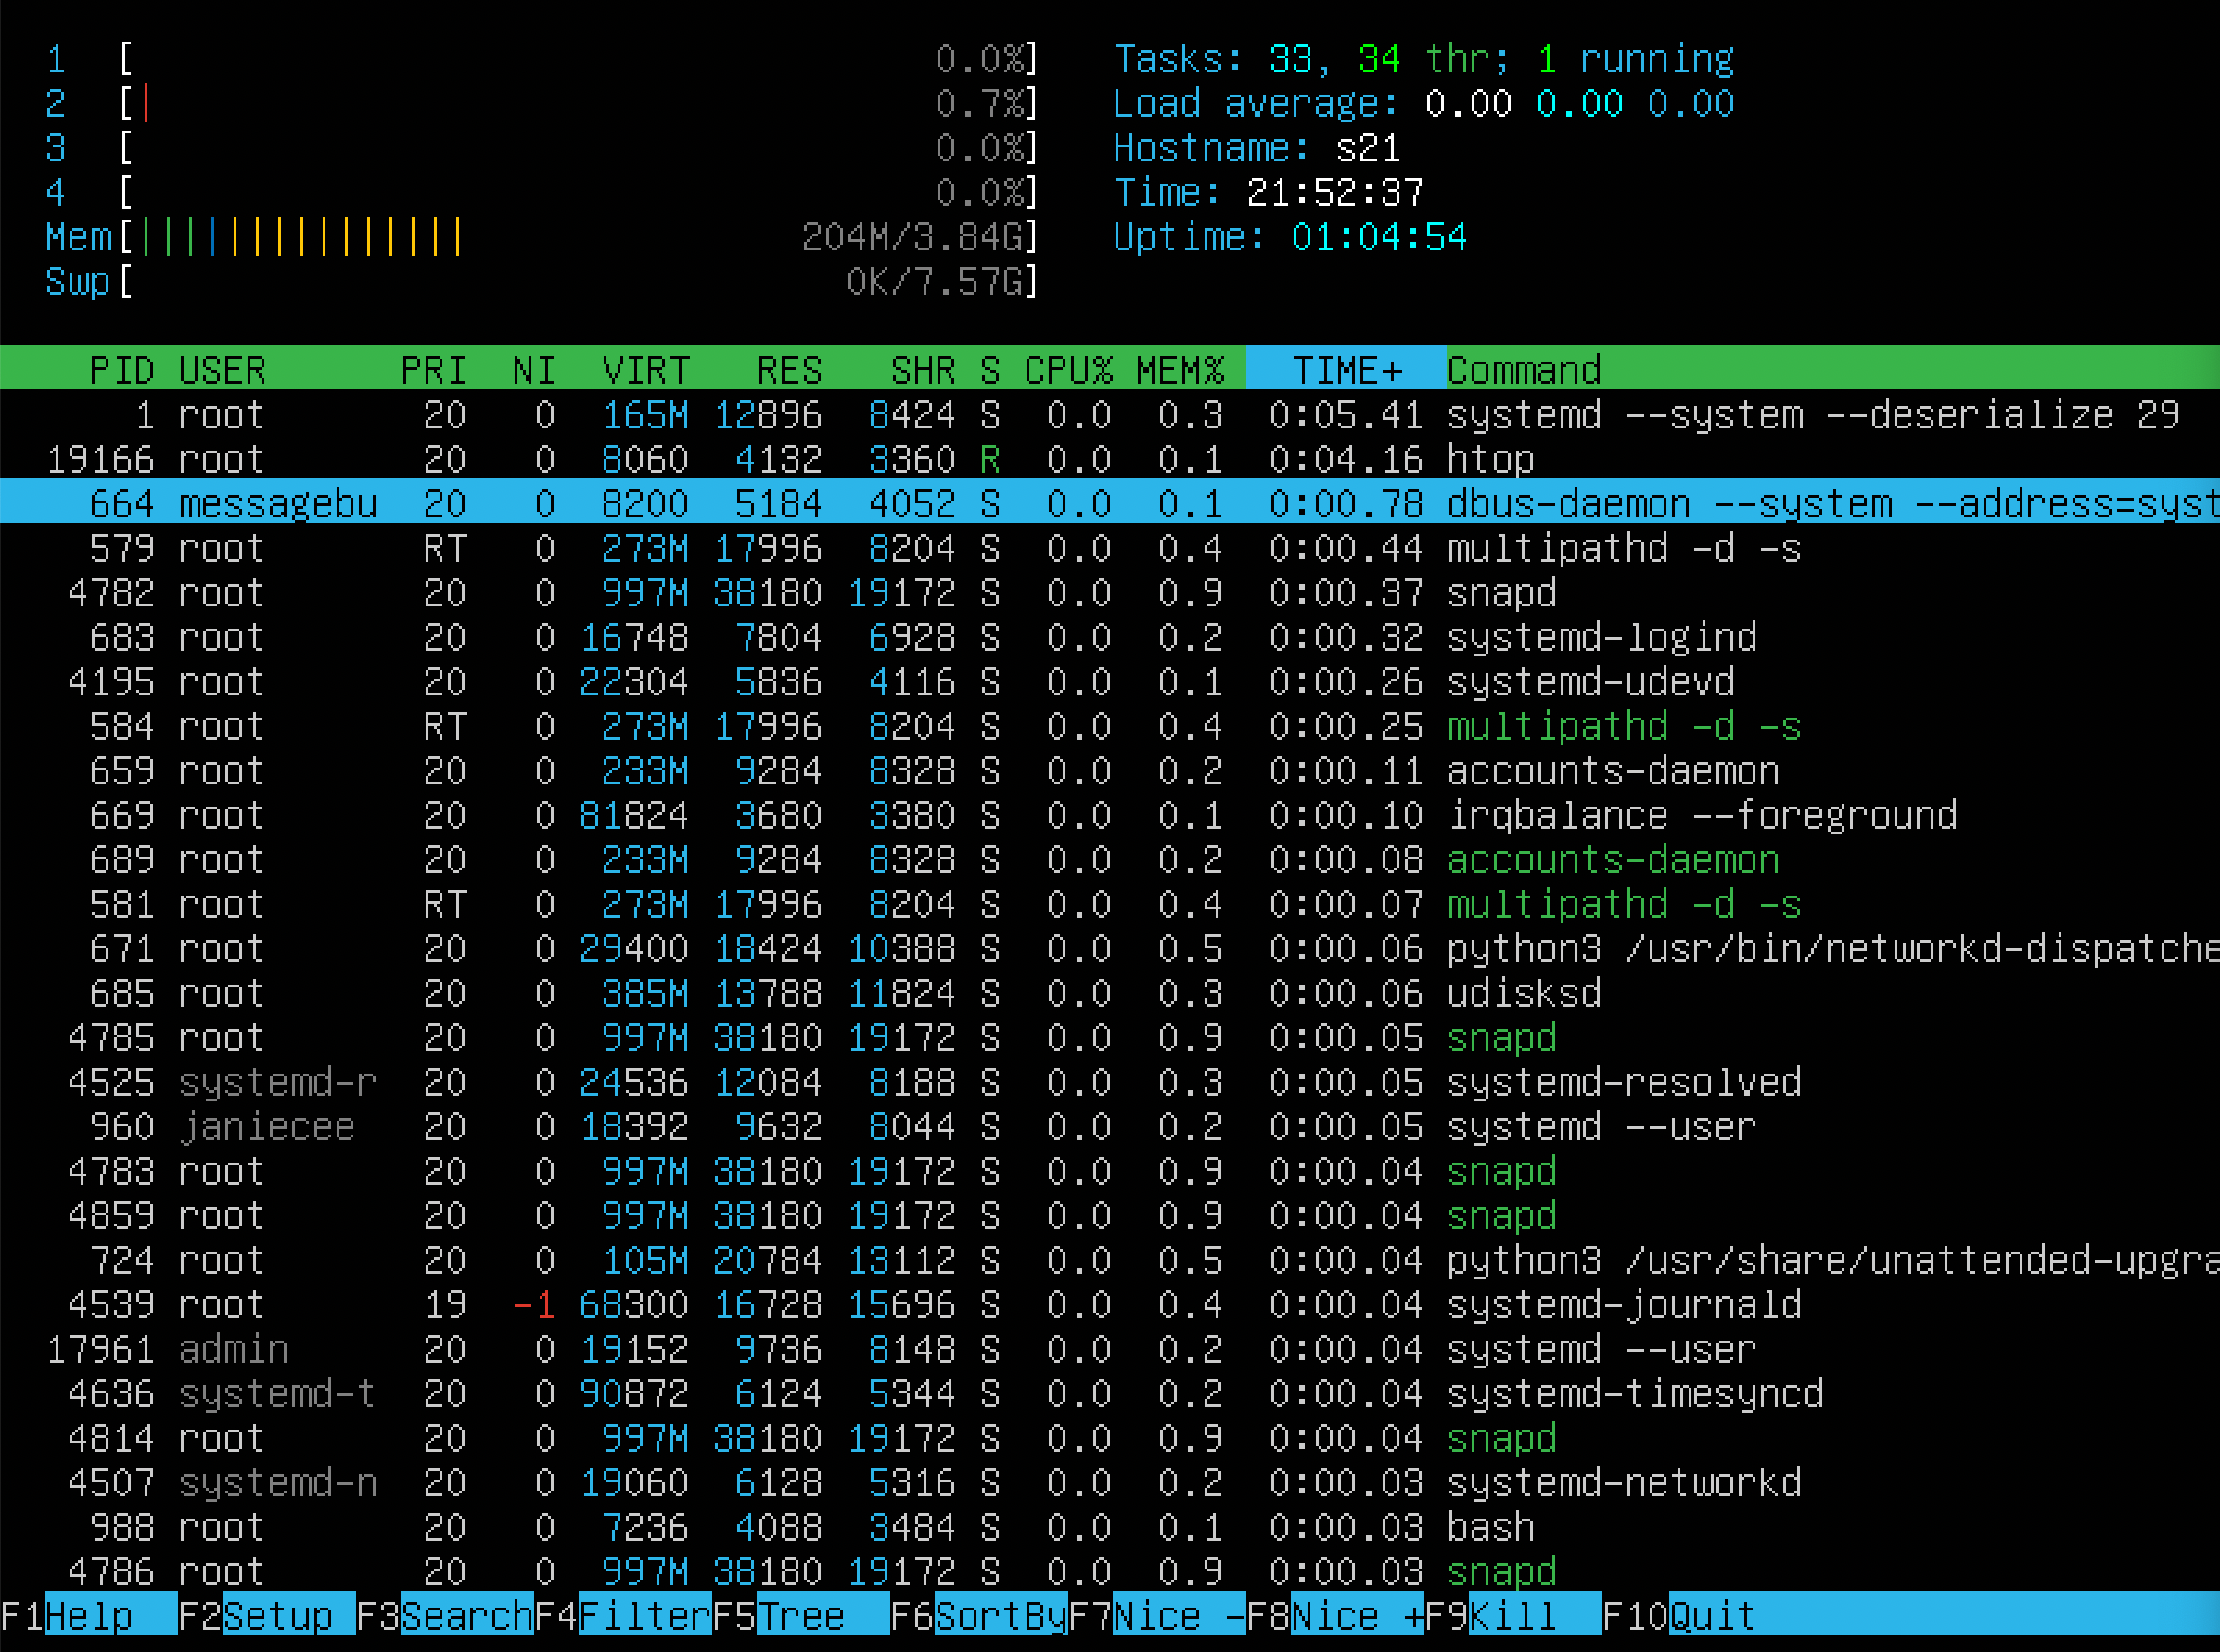 1 [ 0.0%] Tasks: 33, 34 thr; 1 running
2 [| 0.7%] Load average: 0.00 0.00 0.00
3 [ 0.0%] Hostname: s21
4 [ 0.0%] Time: 21:52:37
Mem[||||||||||||||| 204M/3.84G] Uptime: 01:04:54
Swp[ 0K/7.57G]
PID USER PRI NI VIRT RES SHR S CPU% MEM% TIME+ Command
1 root 20 0 165M 12896 8424 S 0.0 0.3 0:05.41 systemd --system --deserialize 29
19166 root 20 0 8060 4132 3360 R 0.0 0.1 0:04.16 htop
664 messagebu 20 0 8200 5184 4052 S 0.0 0.1 0:00.78 dbus-daemon --system --address=syst
579 root RT 0 273M 17996 8204 S 0.0 0.4 0:00.44 multipathd -d -s
4782 root 20 0 997M 38180 19172 S 0.0 0.9 0:00.37 snapd
683 root 20 0 16748 7804 6928 S 0.0 0.2 0:00.32 systemd-logind
4195 root 20 0 22304 5836 4116 S 0.0 0.1 0:00.26 systemd-udevd
584 root RT 0 273M 17996 8204 S 0.0 0.4 0:00.25 multipathd -d -s
659 root 20 0 233M 9284 8328 S 0.0 0.2 0:00.11 accounts-daemon
669 root 20 0 81824 3680 3380 S 0.0 0.1 0:00.10 irqbalance --foreground
689 root 20 0 233M 9284 8328 S 0.0 0.2 0:00.08 accounts-daemon
581 root RT 0 273M 17996 8204 S 0.0 0.4 0:00.07 multipathd -d -s
671 root 20 0 29400 18424 10388 S 0.0 0.5 0:00.06 python3 /usr/bin/networkd-dispatche
685 root 20 0 385M 13788 11824 S 0.0 0.3 0:00.06 udisksd
4785 root 20 0 997M 38180 19172 S 0.0 0.9 0:00.05 snapd
4525 systemd-r 20 0 24536 12084 8188 S 0.0 0.3 0:00.05 systemd-resolved
960 janiecee 20 0 18392 9632 8044 S 0.0 0.2 0:00.05 systemd --user
4783 root 20 0 997M 38180 19172 S 0.0 0.9 0:00.04 snapd
4859 root 20 0 997M 38180 19172 S 0.0 0.9 0:00.04 snapd
724 root 20 0 105M 20784 13112 S 0.0 0.5 0:00.04 python3 /usr/share/unattended-upgra
4539 root 19 -1 68300 16728 15696 S 0.0 0.4 0:00.04 systemd-journald
17961 admin 20 0 19152 9736 8148 S 0.0 0.2 0:00.04 systemd --user
4636 systemd-t 20 0 90872 6124 5344 S 0.0 0.2 0:00.04 systemd-timesyncd
4814 root 20 0 997M 38180 19172 S 0.0 0.9 0:00.04 snapd
4507 systemd-n 20 0 19060 6128 5316 S 0.0 0.2 0:00.03 systemd-networkd
988 root 20 0 7236 4088 3484 S 0.0 0.1 0:00.03 bash
4786 root 20 0 997M 38180 19172 S 0.0 0.9 0:00.03 snapd
F1Help F2Setup F3SearchF4FilterF5Tree F6SortByF7Nice -F8Nice +F9Kill F10Quit